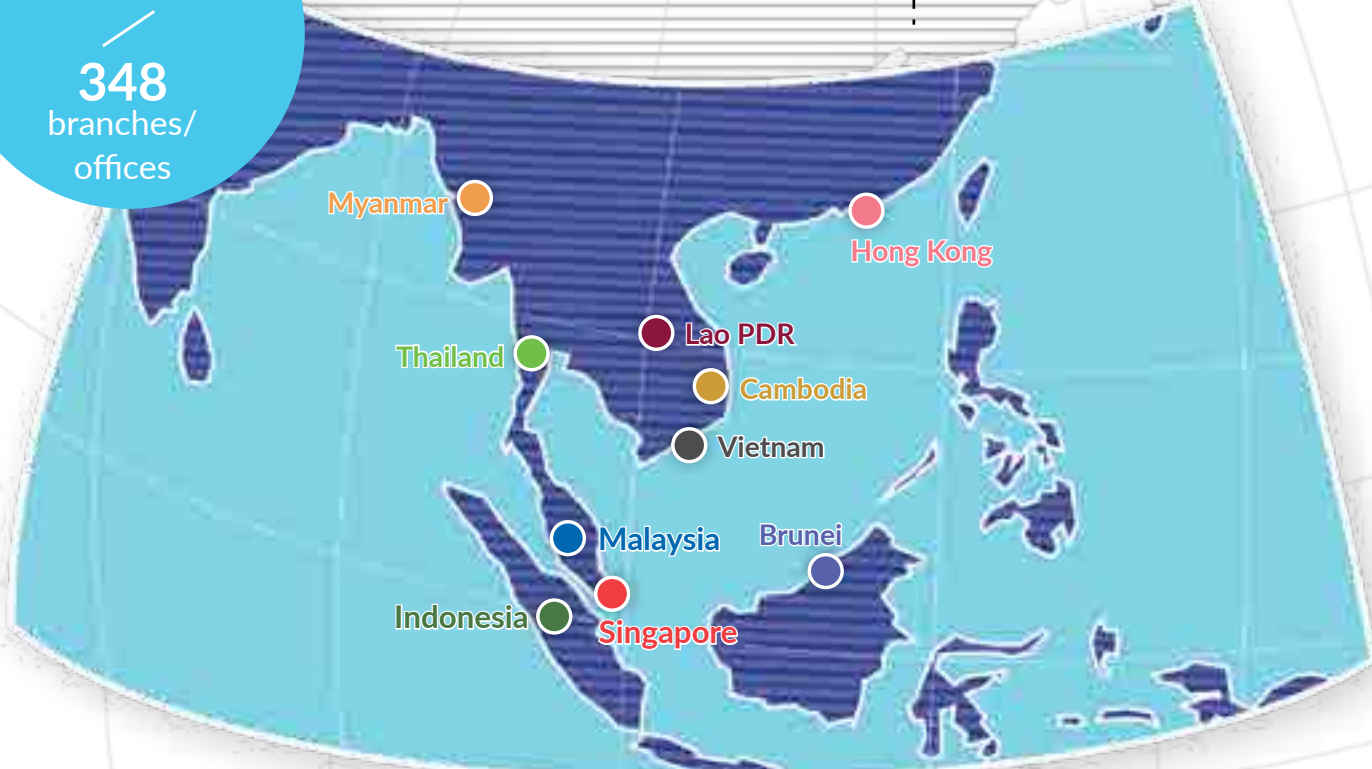 348
branches/
offices
Myanmar
Hong Kong
Lao PDR
Thailand
Cambodia
Vietnam
Malaysia
Brunei
Indonesia
Singapore